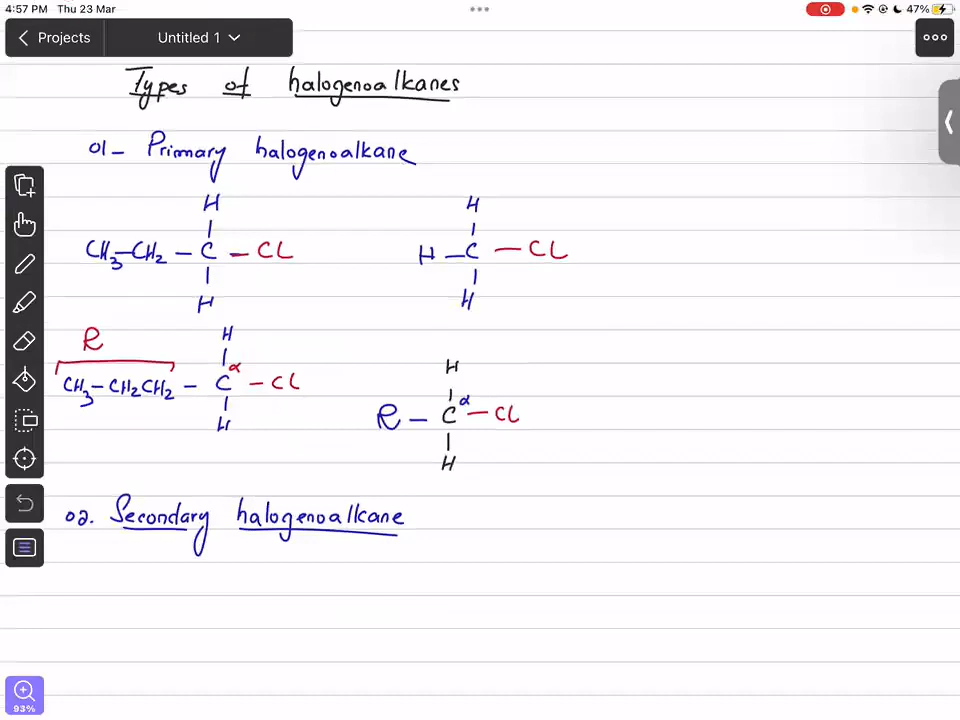 4:57 PM Thu 23 Mar
47%
Projects
Untitled 1
Types of halogenoalkanes
01- Primary halogenoalkane
H H
CH3-CH2 - C - CL H - C - CL
H H
R H
CH3 - CH2CH2 - C α - CL
H
H
R - C α - CL
H
02. Secondary halogenoalkane
93%